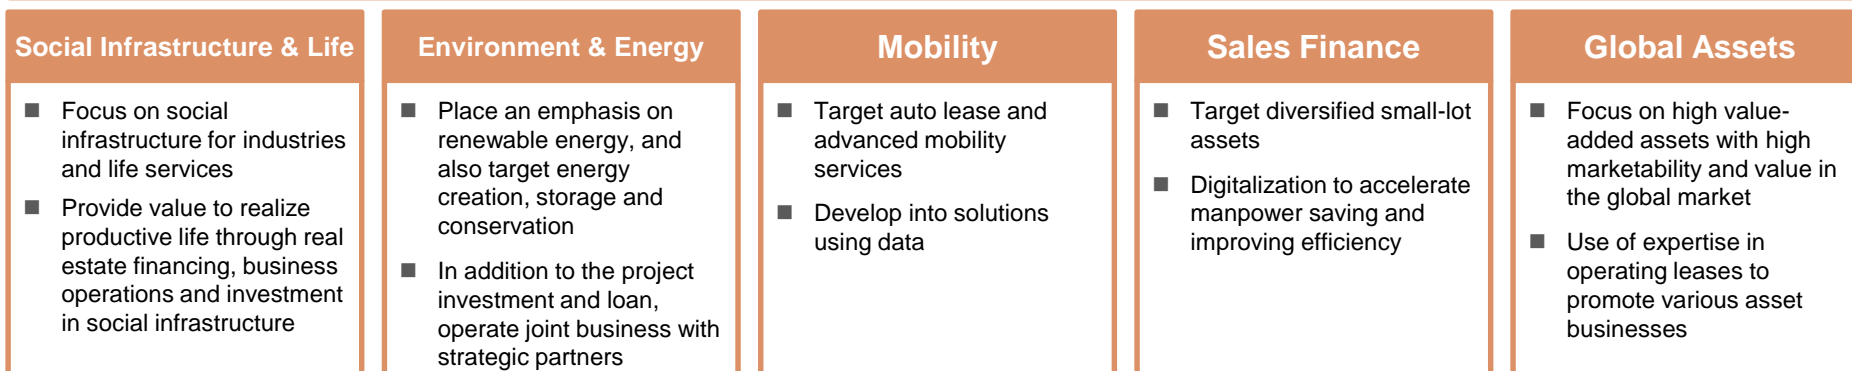 Social Infrastructure & Life
■ Focus on social
infrastructure for industries
and life services
■ Provide value to realize
productive life through real
estate financing, business
operations and investment
in social infrastructure
Environment & Energy
■ Place an emphasis on
renewable energy, and
also target energy
creation, storage and
conservation
■ In addition to the project
investment and loan,
operate joint business with
strategic partners
Mobility
■ Target auto lease and
advanced mobility
services
■ Develop into solutions
using data
Sales Finance
■ Target diversified small-lot
assets
■ Digitalization to accelerate
manpower saving and
improving efficiency
Global Assets
■ Focus on high value-
added assets with high
marketability and value in
the global market
■ Use of expertise in
operating leases to
promote various asset
businesses